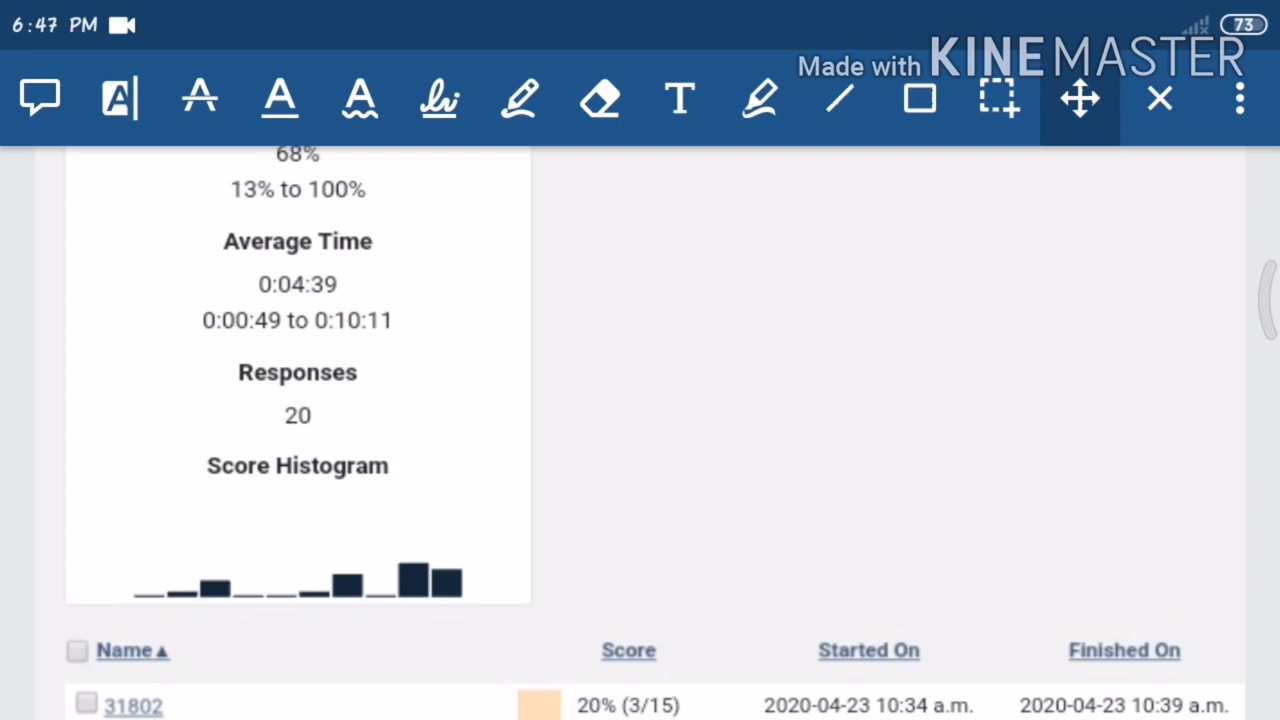 6:47 PM
73
Made with KINEMASTER
A
A
A
A
T
68%
13% to 100%
Average Time
0:04:39
0:00:49 to 0:10:11
Responses
20
Score Histogram
Name▲ Score Started On Finished On
31802 20% (3/15) 2020-04-23 10:34 a.m. 2020-04-23 10:39 a.m.